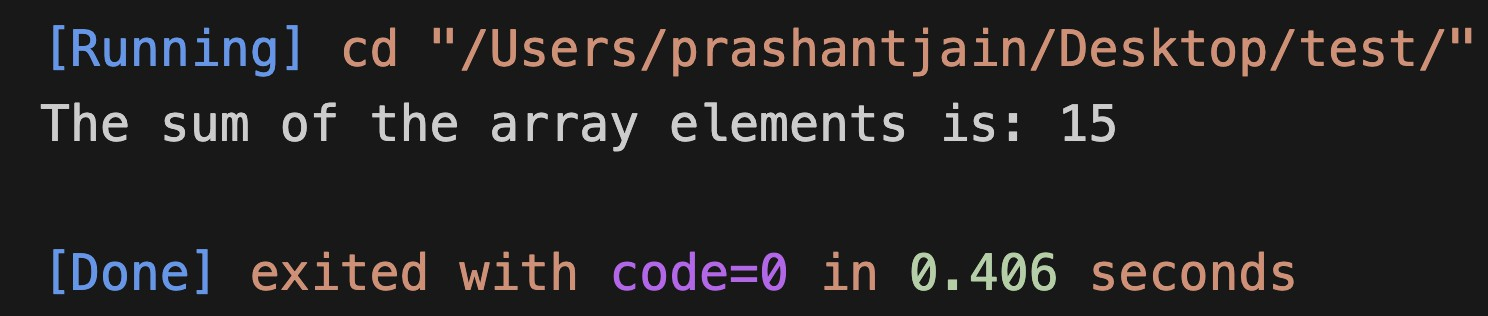 [Running] cd "/Users/prashantjain/Desktop/test/"
The sum of the array elements is: 15
[Done] exited with code=0 in 0.406 seconds